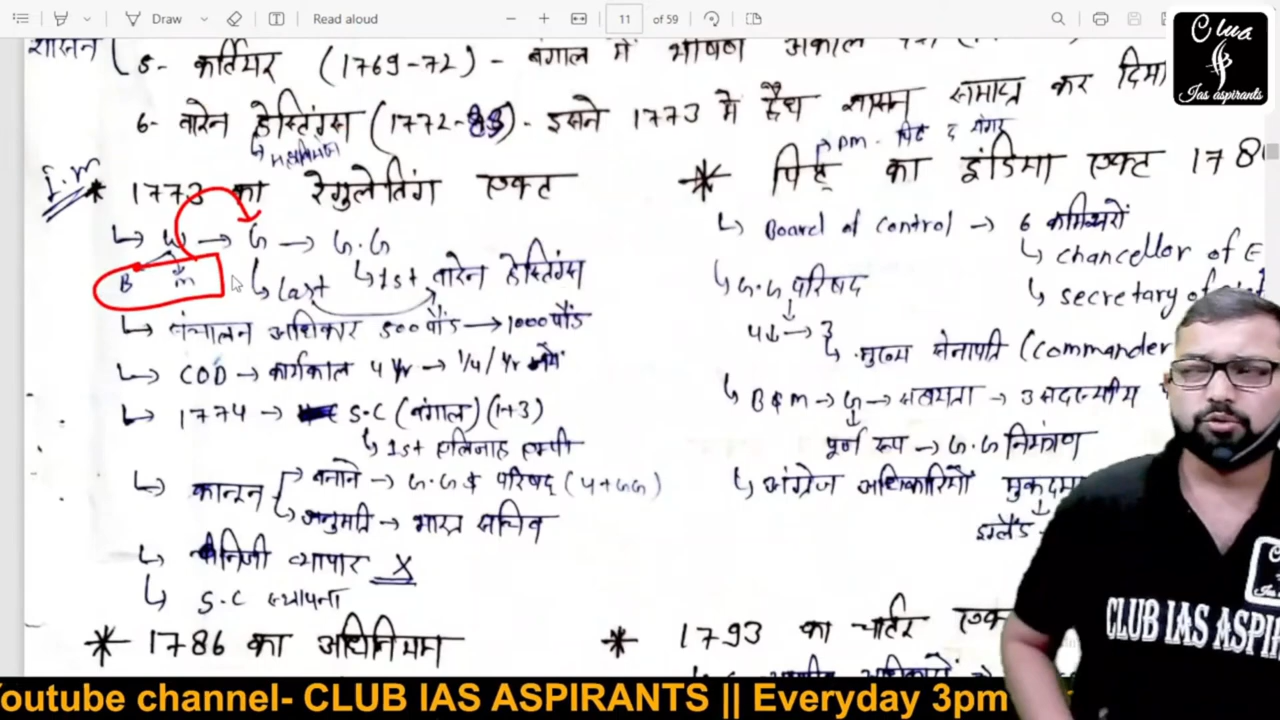 Draw
Read aloud
11 of 59
Club
Ias aspirants
शासन
5- कर्तियर (1769-72) - बंगाल में भीषण अकाल
6- वारेन हेस्टिंग्स (1772-85)- इसने 1773 में द्वैध शासन समाप्त कर दिया
* 1773 का रेगुलेटिंग एक्ट
↳ → G → G.G
B m
↳ Last ↳ 1st वारेन हेस्टिंग्स
↳ संचालन अधिकार 500 पौंड → 1000 पौंड
↳ COD → कार्यकाल 4 yr → 1/4 / yr
↳ 1774 → S.C (बंगाल) (1+3)
↳ 1st एलिजाह इम्पी
↳ कानून
बनाने → G.G & परिषद (4+GG)
अनुमति → भारत सचिव
↳ निजी व्यापार X
↳ S.C स्थापना
* 1786 का अधिनियम
* पिट्स का इंडिया एक्ट 178
↳ Board of control → 6 कमिश्नरों
↳ chancellor of E
↳ secretary of
↳ G.G परिषद
4 → 3
↳ मुख्य सेनापति (Commander
↳ B & m → G → सहायता → 3 सदस्यीय
पूर्ण रूप → G.G नियंत्रण
↳ अंग्रेज अधिकारियों मुकदमा
इंग्लैंड
* 1793 का चार्टर एक्ट
CLUB IAS ASPI
Youtube channel- CLUB IAS ASPIRANTS || Everyday 3pm